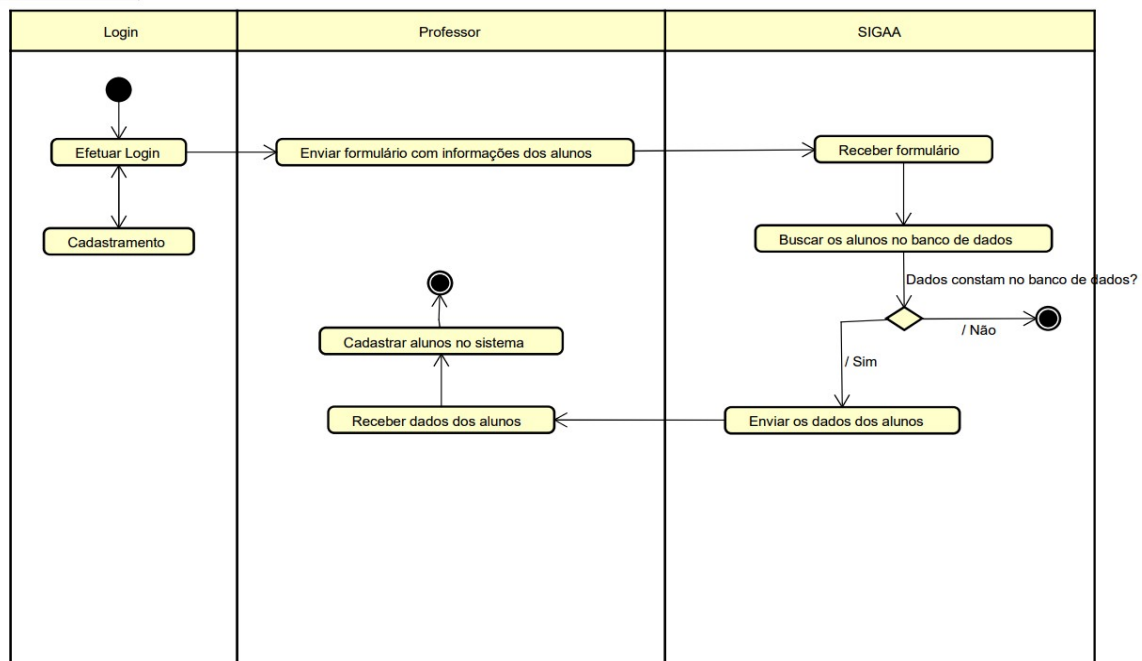 Login
Professor
SIGAA
Efetuar Login
Enviar formulário com informações dos alunos
Receber formulário
Cadastramento
Buscar os alunos no banco de dados
Dados constam no banco de dados?
/ Não
Cadastrar alunos no sistema
/ Sim
Receber dados dos alunos
Enviar os dados dos alunos